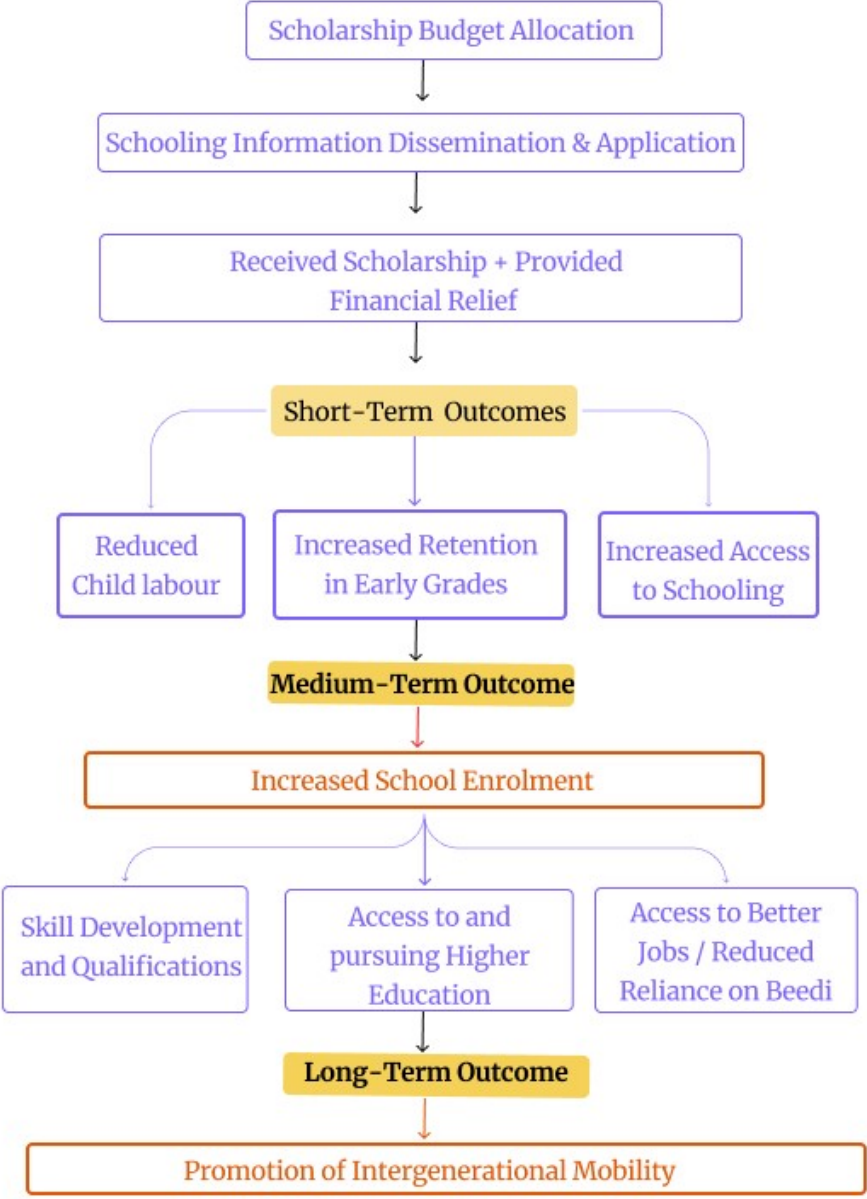 Scholarship Budget Allocation
Schooling Information Dissemination & Application
Received Scholarship + Provided
Financial Relief
Short-Term Outcomes
Reduced
Child labour
Increased Retention
in Early Grades
Increased Access
to Schooling
Medium-Term Outcome
Increased School Enrolment
Skill Development
and Qualifications
Access to and
pursuing Higher
Education
Access to Better
Jobs / Reduced
Reliance on Beedi
Long-Term Outcome
Promotion of Intergenerational Mobility